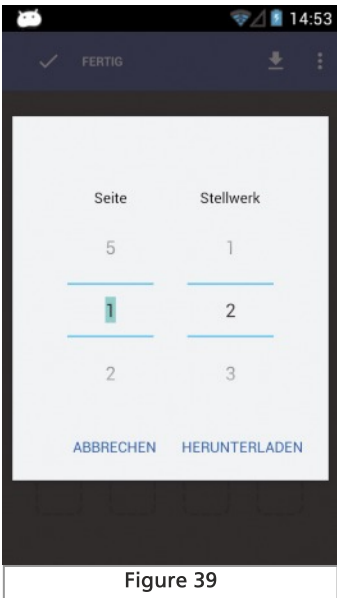 14:53
FERTIG
Seite Stellwerk
5 1
1 2
2 3
ABBRECHEN HERUNTERLADEN
Figure 39